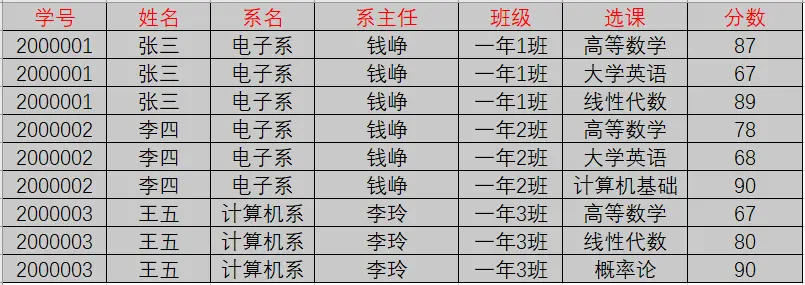 学号 姓名 系名 系主任 班级 选课 分数
2000001 张三 电子系 钱峥 一年1班 高等数学 87
2000001 张三 电子系 钱峥 一年1班 大学英语 67
2000001 张三 电子系 钱峥 一年1班 线性代数 89
2000002 李四 电子系 钱峥 一年2班 高等数学 78
2000002 李四 电子系 钱峥 一年2班 大学英语 68
2000002 李四 电子系 钱峥 一年2班 计算机基础 90
2000003 王五 计算机系 李玲 一年3班 高等数学 67
2000003 王五 计算机系 李玲 一年3班 线性代数 80
2000003 王五 计算机系 李玲 一年3班 概率论 90